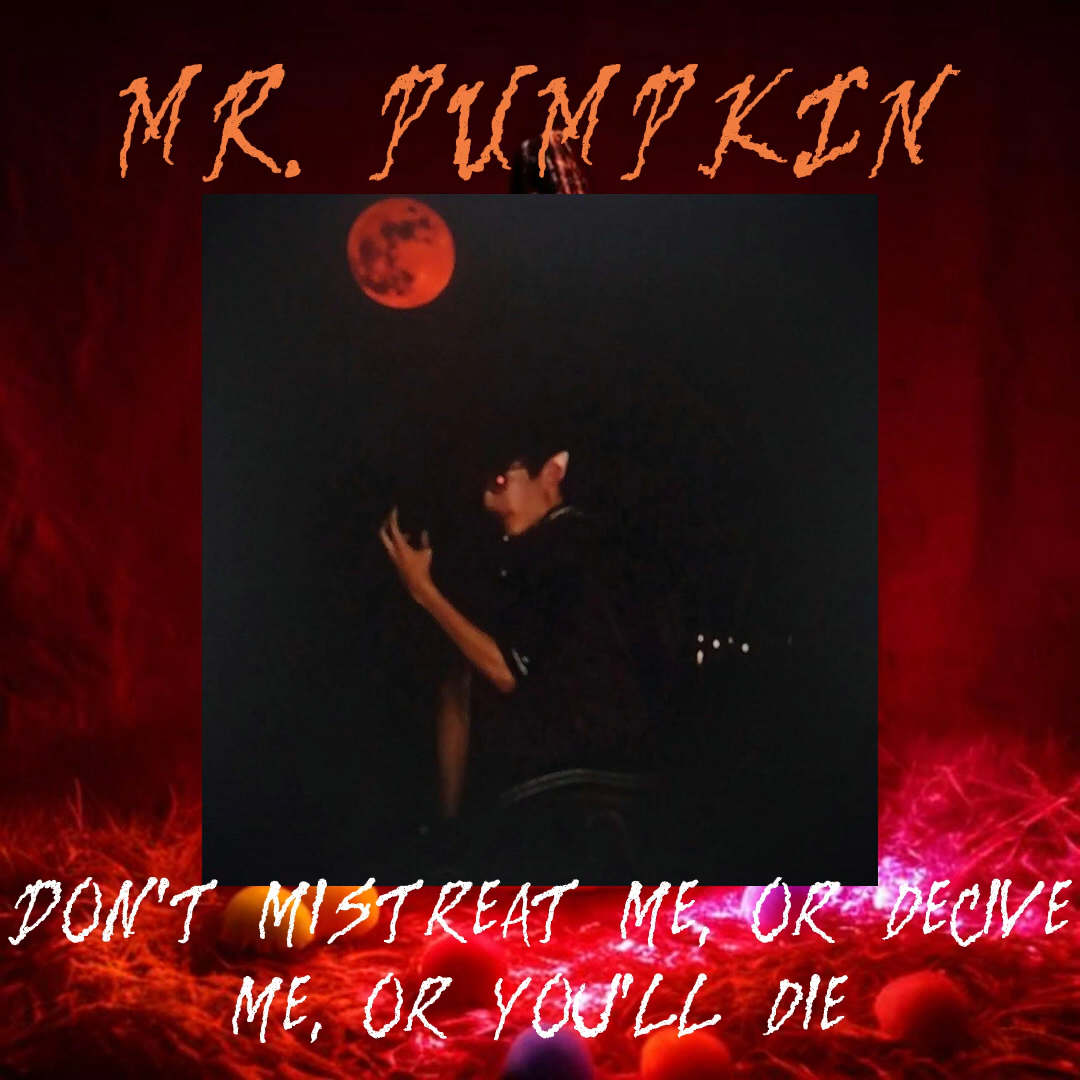 MR. PUMPKIN
DON'T MISTREAT ME, OR DECIVE
ME, OR YOU'LL DIE